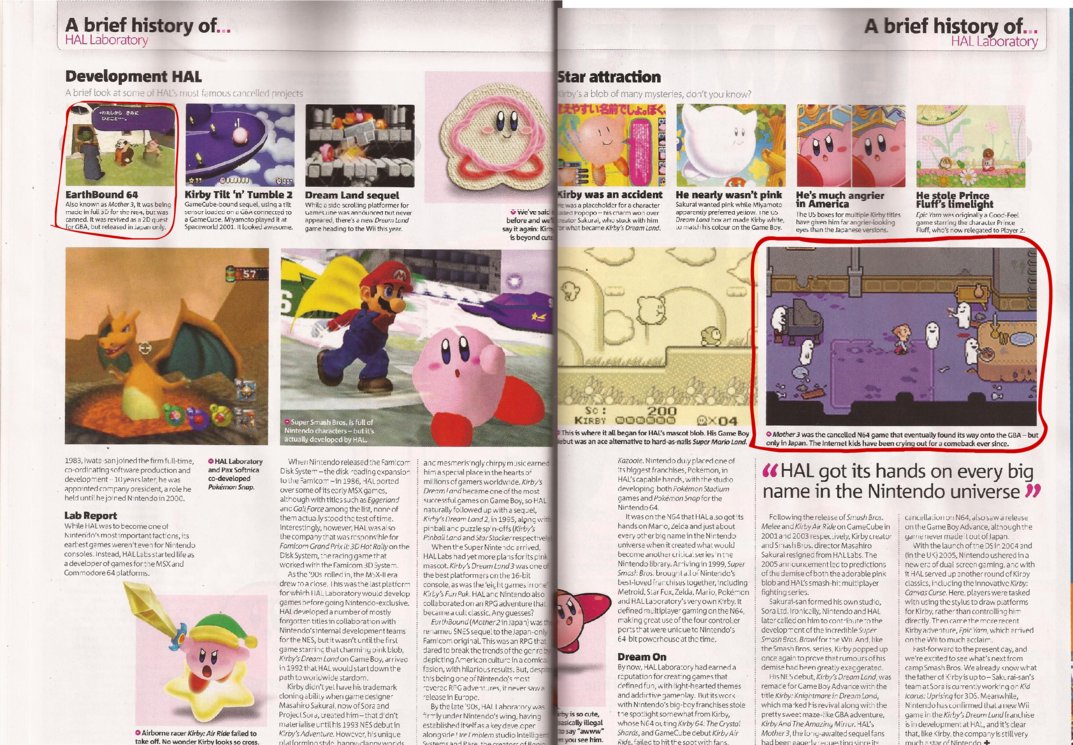 A brief history of...
HAL Laboratory
A brief history of...
HAL Laboratory
Development HAL
A brief look at some of HAL's most famous cancelled projects
EarthBound 64
Also known as Mother 3, it was being
made in full 3D for the N64, but was
canned. It was revived as a 2D quest
for GBA, but released in Japan only.
Kirby Tilt 'n' Tumble 2
GameCube-bound sequel, using a tilt
sensor loaded on a GBA connected to
a GameCube. Miyamoto played it at
Spaceworld 2001. It looked awesome.
Dream Land sequel
While a side scrolling platformer for
GameCube was announced but never
appeared, there's a new Dream Land
game heading to the Wii this year.
We've said
before and we'll
say it again: Kirby
is beyond cute.
Star attraction
Kirby's a blob of many mysteries, don't you know?
Kirby was an accident
He was a placeholder for a character
called Popopo – his charm won over
creator Sakurai, who stuck with him
for what became Kirby's Dream Land.
He nearly wasn't pink
Sakurai wanted pink while Miyamoto
apparently preferred yellow. The US
Dream Land box art made Kirby white,
to match his colour on the Game Boy.
He's much angrier
in America
The US boxes for multiple Kirby titles
have given him far angrier-looking
eyes than the Japanese versions.
He stole Prince
Fluff's limelight
Epic Yarn was originally a Good-Feel
game starring the character Prince
Fluff, who's now relegated to Player 2.
57
Super Smash Bros. is full of
Nintendo characters – but it's
actually developed by HAL.
Sc: 200
KIRBY ×04
This is where it all began for HAL's mascot blob. His Game Boy
debut was an ace alternative to hard-as-nails Super Mario Land.
Mother 3 was the cancelled N64 game that eventually found its way onto the GBA – but
only in Japan. The Internet kids have been crying out for a comeback ever since.
1983, Iwata-san joined the firm full-time,
co-ordinating software production and
development – 10 years later, he was
appointed company president, a role he
held until he joined Nintendo in 2000.
Lab Report
While HAL was to become one of
Nintendo's most important factions, its
earliest games weren't even for Nintendo
consoles. Instead, HAL Labs started life as
a developer of games for the MSX and
Commodore 64 platforms.
HAL Laboratory
and Pax Softnica
co-developed
Pokémon Snap.
Airborne racer Kirby: Air Ride failed to
take off. No wonder Kirby looks so cross.
When Nintendo released the Famicom
Disk System – the disk-reading expansion
to the Famicom – in 1986, HAL ported
over some of its early MSX games,
although with titles such as Eggerland
and Gall Force among the list, none of
them actually stood the test of time.
Interestingly, however, HAL was also
the company that was responsible for
Famicom Grand Prix II: 3D Hot Rally on the
Disk System, the racing game that
worked with the Famicom 3D System.
As the '90s rolled in, the MSX-II era
drew to a close. This was the last platform
for which HAL Laboratory would develop
games before going Nintendo-exclusive.
HAL developed a number of mostly
forgotten titles in collaboration with
Nintendo's internal development teams
for the NES, but it wasn't until the first
game starring that charming pink blob,
Kirby's Dream Land on Game Boy, arrived
in 1992 that HAL would start down the
path to worldwide stardom.
Kirby didn't yet have his trademark
cloning ability when game designer
Masahiro Sakurai, now of Sora and
Project Sora, created him – that didn't
materialise until his 1993 NES debut in
Kirby's Adventure. However, his unique
platforming style, happy-clappy worlds
and mesmerisingly chirpy music earned
him a special place in the hearts of
millions of gamers worldwide. Kirby's
Dream Land became one of the most
successful games on Game Boy, so HAL
naturally followed up with a sequel,
Kirby's Dream Land 2, in 1995, along with
pinball and puzzle spin-offs (Kirby's
Pinball Land and Star Stacker respectively).
When the Super Nintendo arrived,
HAL Labs had yet more plans for its pink
mascot. Kirby's Dream Land 3 was one of
the best platformers on the 16-bit
console, as was the 'eight games in one'
Kirby's Fun Pak. HAL and Nintendo also
collaborated on an RPG adventure that
became a cult classic. Any guesses?
EarthBound (Mother 2 in Japan) was the
renamed SNES sequel to the Japan-only
Famicom original. This was an RPG that
dared to break the trends of the genre by
depicting American culture in a comical
fashion, with hilarious results. But, despite
this being one of Nintendo's most
revered RPG adventures, it never saw a
release in Europe.
By the late '90s, HAL Laboratory was
firmly under Nintendo's wing, having
established itself as a key developer
alongside Fire Emblem studio Intelligent
Systems and Rare, the creators of Banjo-
Kazooie. Nintendo duly placed one of
its biggest franchises, Pokémon, in
HAL's capable hands, with the studio
developing both Pokémon Stadium
games and Pokémon Snap for the
Nintendo 64.
It was on the N64 that HAL also got its
hands on Mario, Zelda and just about
every other big name in the Nintendo
universe when it created what would
become another critical series in the
Nintendo library. Arriving in 1999, Super
Smash Bros. brought all of Nintendo's
best-loved franchises together, including
Metroid, Star Fox, Zelda, Mario, Pokémon
and HAL Laboratory's very own Kirby. It
defined multiplayer gaming on the N64,
making great use of the four controller
ports that were unique to Nintendo's
64-bit powerhouse at the time.
Dream On
By now, HAL Laboratory had earned a
reputation for creating games that
defined fun, with light-hearted themes
and addictive gameplay. But its work
with Nintendo's big-boy franchises stole
the spotlight somewhat from Kirby,
whose N64 outing Kirby 64: The Crystal
Shards, and GameCube debut Kirby Air
Ride, failed to hit the spot with fans.
Kirby is so cute,
basically illegal
to say "awww"
when you see him.
“HAL got its hands on every big
name in the Nintendo universe”
Following the release of Smash Bros.
Melee and Kirby Air Ride on GameCube in
2001 and 2003 respectively, Kirby creator
and Smash Bros. director Masahiro
Sakurai resigned from HAL Labs. The
2005 announcement led to predictions
of the demise of both the adorable pink
blob and HAL's smash hit multiplayer
fighting series.
Sakurai-san formed his own studio,
Sora Ltd. Ironically, Nintendo and HAL
later called on him to contribute to the
development of the incredible Super
Smash Bros. Brawl for the Wii. And, like
the Smash Bros. series, Kirby popped up
once again to prove that rumours of his
demise had been greatly exaggerated.
His NES debut, Kirby's Dream Land, was
remade for Game Boy Advance with the
title Kirby: Nightmare in Dream Land,
which marked his revival along with the
pretty sweet maze-like GBA adventure,
Kirby And The Amazing Mirror. HAL's
Mother 3, the long-awaited sequel fans
had been eagerly requesting since its
cancellation on N64, also saw a release
on the Game Boy Advance, although the
game never made it out of Japan.
With the launch of the DS in 2004 and
(in the UK) 2005, Nintendo ushered in a
new era of dual-screen gaming, and with
it HAL served up another round of Kirby
classics, including the innovative Kirby:
Canvas Curse. Here, players were tasked
with using the stylus to draw platforms
for Kirby, rather than controlling him
directly. Then came the more recent
Kirby adventure, Epic Yarn, which arrived
on the Wii to much acclaim.
Fast-forward to the present day, and
we're excited to see what's next from
camp Smash Bros. We already know what
the father of Kirby is up to – Sakurai-san's
team at Sora is currently working on Kid
Icarus: Uprising for 3DS. Meanwhile,
Nintendo has confirmed that a new Wii
game in the Kirby's Dream Land franchise
is in development at HAL, and it's clear
that, like Kirby, the company is still very